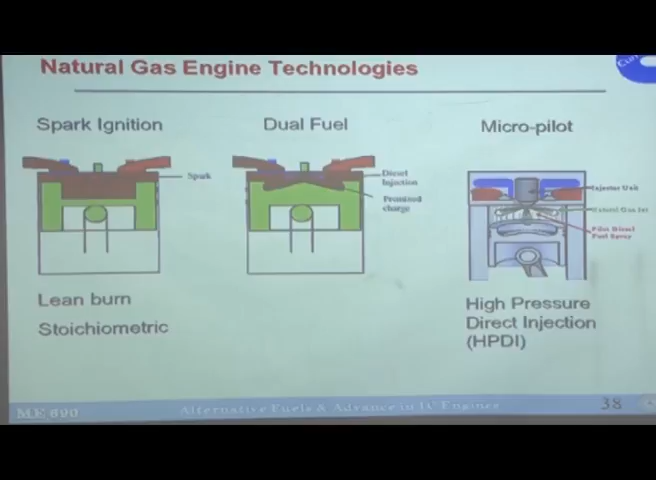 Natural Gas Engine Technologies
Spark Ignition
Dual Fuel
Micro-pilot
Spark
Diesel
Injection
Premixed
charge
Injector Unit
Natural Gas Jet
Pilot Diesel
Fuel Spray
Lean burn
Stoichiometric
High Pressure
Direct Injection
(HPDI)
ME 690
Alternative Fuels & Advance in IC Engines
38